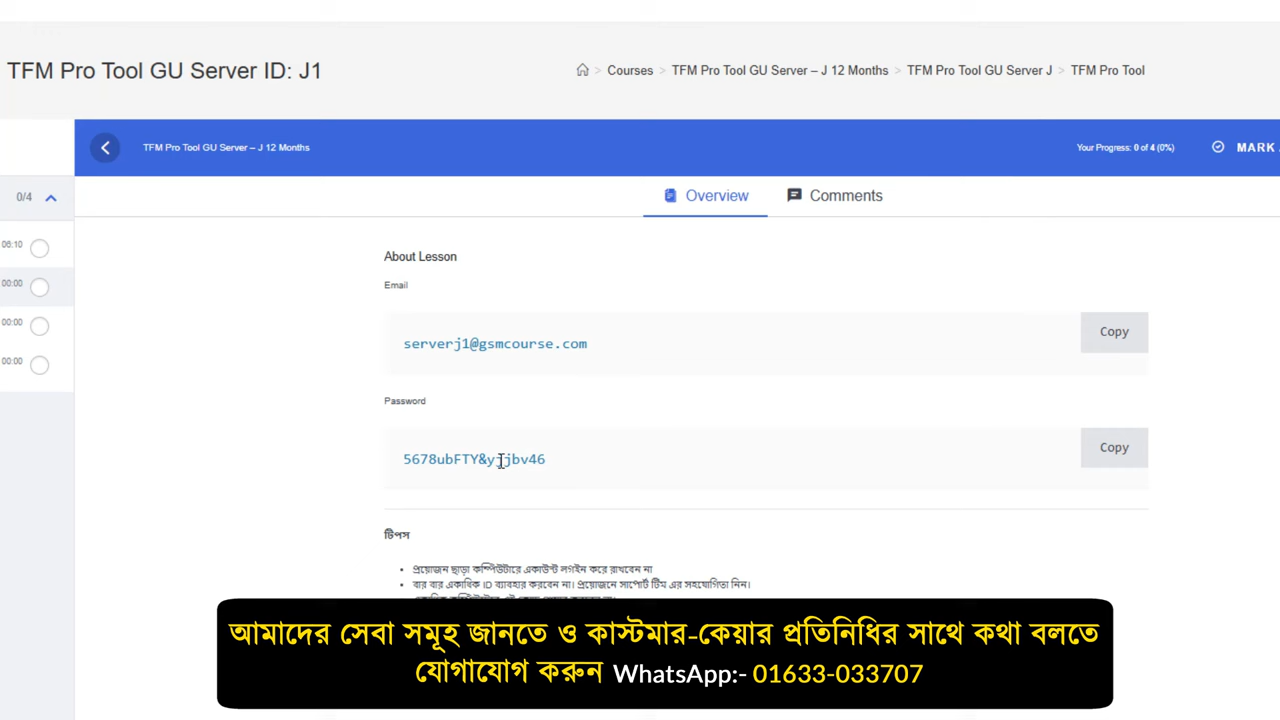 TFM Pro Tool GU Server ID: J1
> Courses > TFM Pro Tool GU Server – J 12 Months > TFM Pro Tool GU Server J > TFM Pro Tool
TFM Pro Tool GU Server – J 12 Months
Your Progress: 0 of 4 (0%)
MARK
0/4
Overview
Comments
06:10
00:00
00:00
00:00
About Lesson
Email
serverj1@gsmcourse.com
Copy
Password
Copy
টিপস
• প্রয়োজন ছাড়া কম্পিউটারে একাউন্ট লগইন করে রাখবেন না
• বার বার একাধিক ID ব্যবহার করবেন না। প্রয়োজনে সাপোর্ট টিম এর সহযোগিতা নিন।
আমাদের সেবা সমূহ জানতে ও কাস্টমার-কেয়ার প্রতিনিধির সাথে কথা বলতে
যোগাযোগ করুন WhatsApp:- 01633-033707